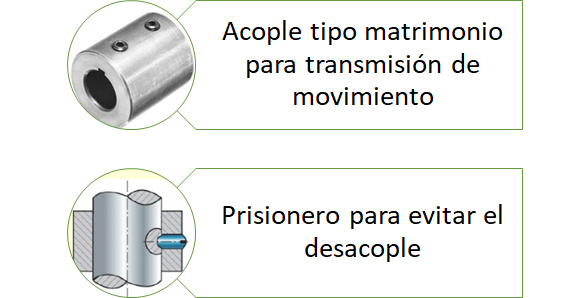 Acople tipo matrimonio
para transmisión de
movimiento
Prisionero para evitar el
desacople